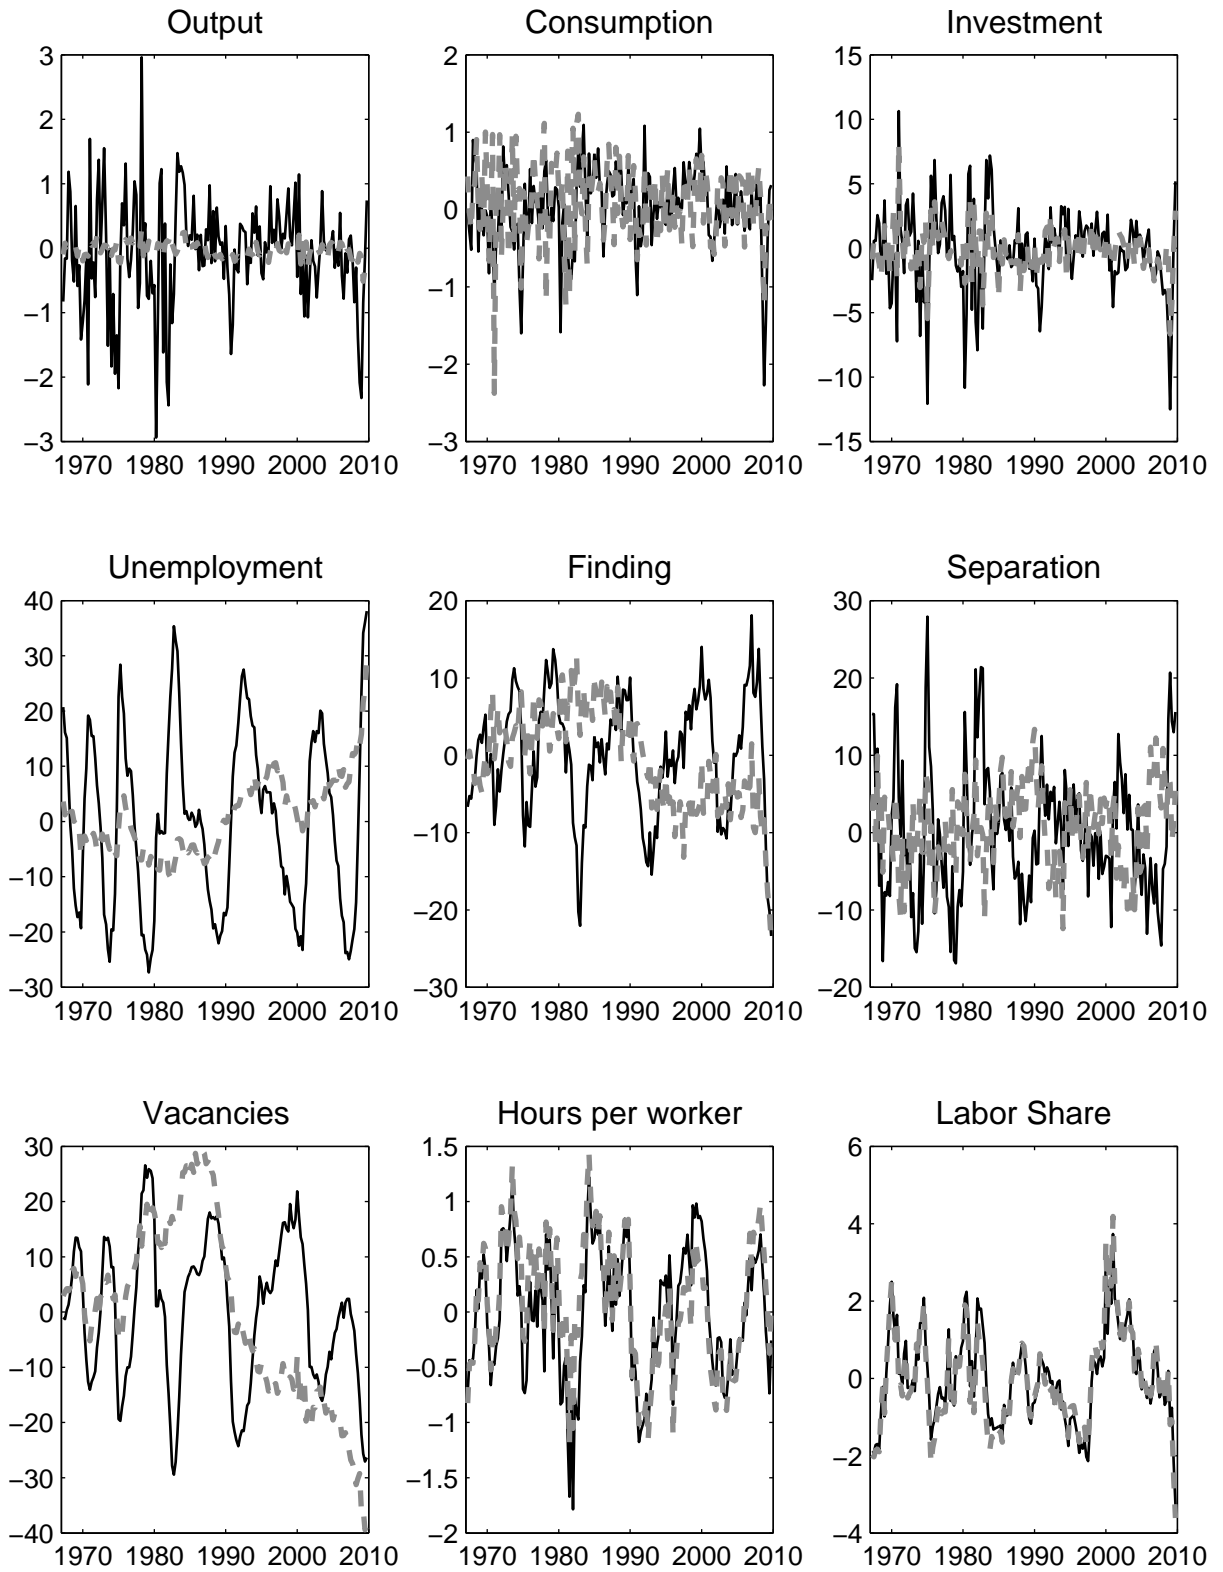 Output Consumption Investment
3 2 15
2 1 10
1 0 5
0 −1 0
−1 −2 −5
−2 −3 −10
−3 −15
1970 1980 1990 2000 2010 1970 1980 1990 2000 2010 1970 1980 1990 2000 2010
Unemployment Finding Separation
40 20 30
30 10 20
20 0 10
10 −10 0
0 −20 −10
−10 −30 −20
−20
−30
1970 1980 1990 2000 2010 1970 1980 1990 2000 2010 1970 1980 1990 2000 2010
Vacancies Hours per worker Labor Share
30 1.5 6
20 1 4
10 0.5 2
0 0 0
−10 −0.5 −2
−20 −1 −4
−30 −1.5
−40 −2
1970 1980 1990 2000 2010 1970 1980 1990 2000 2010 1970 1980 1990 2000 2010